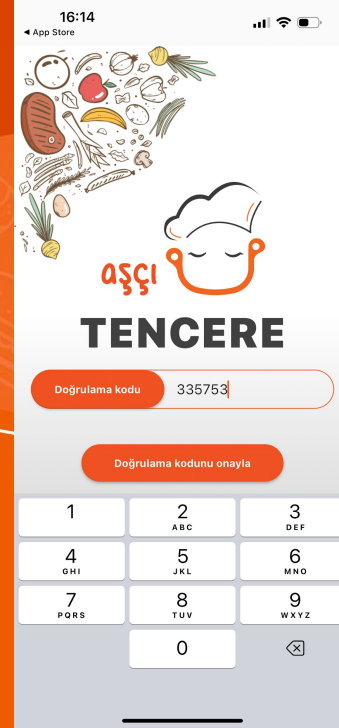 16:14
◀ App Store
aşçı
TENCERE
Doğrulama kodu 335753
Doğrulama kodunu onayla
1 2 3
ABC DEF
4 5 6
GHI JKL MNO
7 8 9
PQRS TUV WXYZ
0